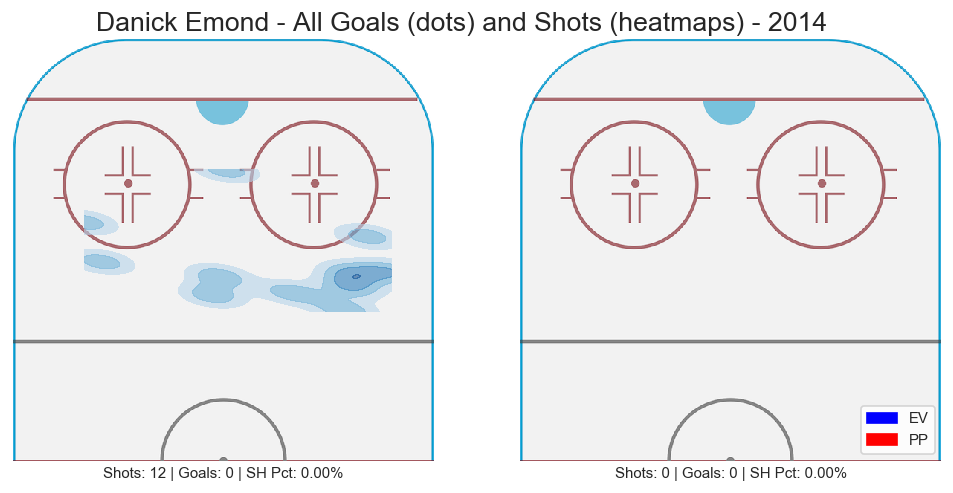 Danick Emond - All Goals (dots) and Shots (heatmaps) - 2014
EV
PP
Shots: 12 | Goals: 0 | SH Pct: 0.00%
Shots: 0 | Goals: 0 | SH Pct: 0.00%